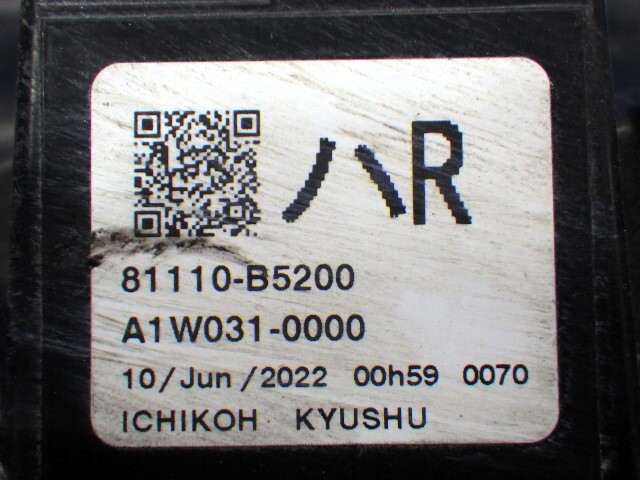 ハR
81110-B5200
A1W031-0000
10/Jun/2022 00h59 0070
ICHIKOH KYUSHU